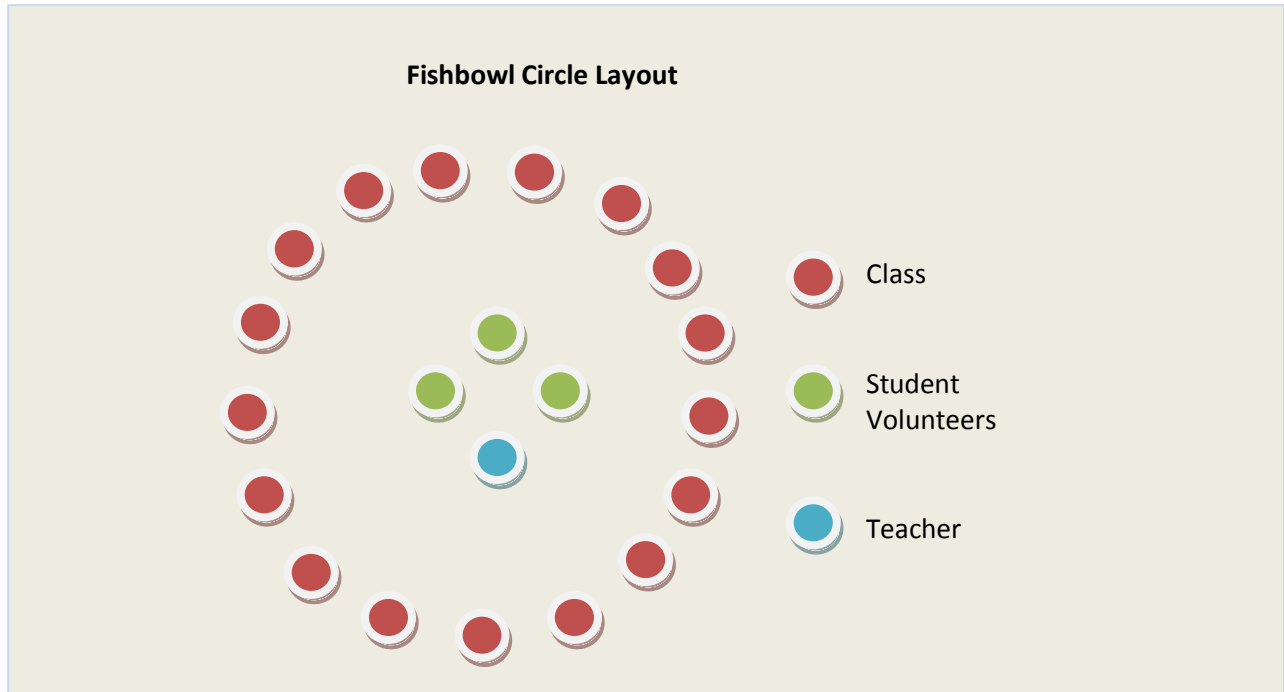 Fishbowl Circle Layout
Class
Student
Volunteers
Teacher